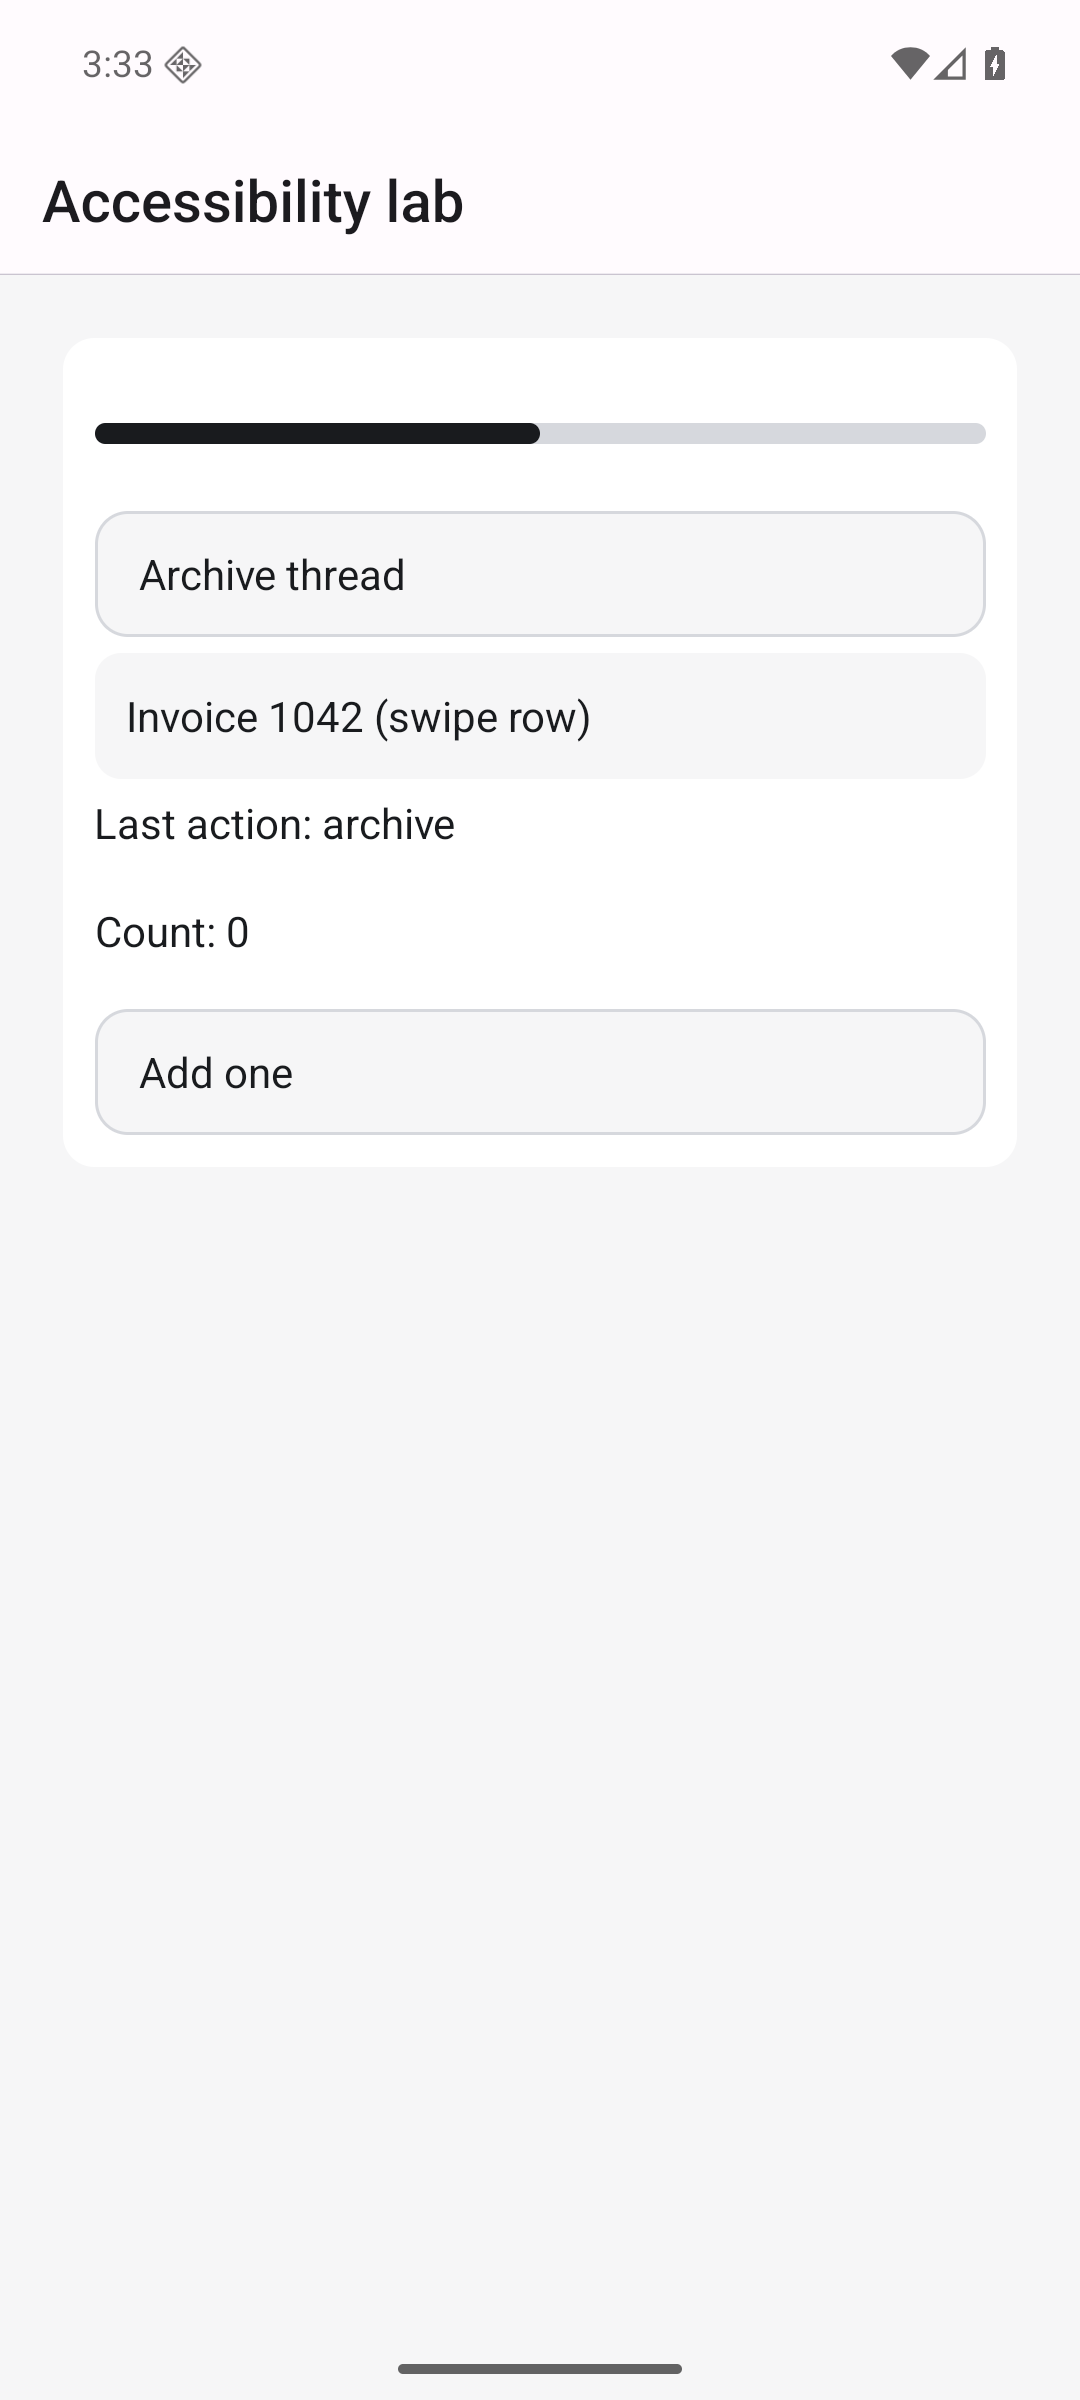 3:33
Accessibility lab
Archive thread
Invoice 1042 (swipe row)
Last action: archive
Count: 0
Add one